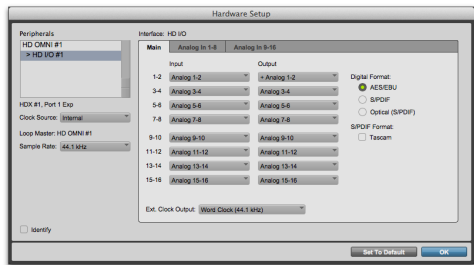 Hardware Setup
Peripherals
HD OMNI #1
> HD I/O #1
HDX #1, Port 1 Exp
Clock Source: Internal
Loop Master: HD OMNI #1
Sample Rate: 44.1 kHz
Identify
Interface: HD I/O
Main Analog In 1-8 Analog In 9-16
Input Output
1-2 Analog 1-2 + Analog 1-2
3-4 Analog 3-4 Analog 3-4
5-6 Analog 5-6 Analog 5-6
7-8 Analog 7-8 Analog 7-8
9-10 Analog 9-10 Analog 9-10
11-12 Analog 11-12 Analog 11-12
13-14 Analog 13-14 Analog 13-14
15-16 Analog 15-16 Analog 15-16
Ext. Clock Output: Word Clock (44.1 kHz)
Digital Format:
AES/EBU
S/PDIF
Optical (S/PDIF)
S/PDIF Format:
Tascam
Set To Default OK